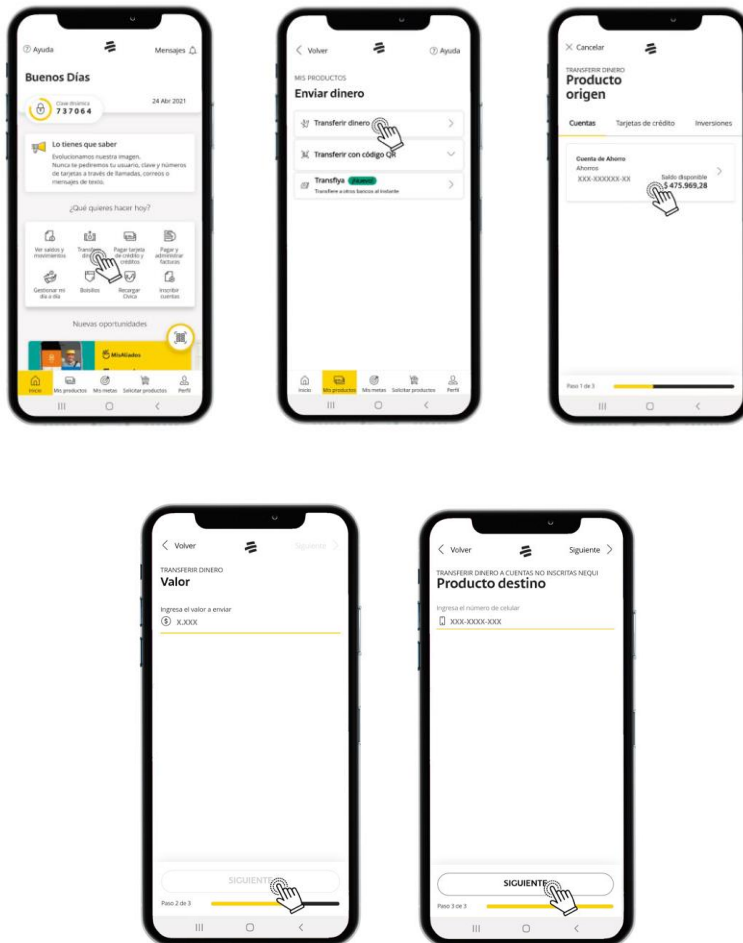 Ayuda
Mensajes
Buenos Días
Clave dinámica
737064
24 Abr 2021
Lo tienes que saber
Evolucionamos nuestra imagen.
Nunca te pediremos tu usuario, clave y números
de tarjetas a través de llamadas, correos o
mensajes de texto.
¿Qué quieres hacer hoy?
Ver saldos y
movimientos
Pagar tarjeta
de crédito y
créditos
Pagar y
administrar
facturas
Gestionar mi
día a día
Bolsillos
Recargar
Cívica
Inscribir
cuentas
Nuevas oportunidades
MisAliados
Inicio
Mis productos
Mis metas
Solicitar productos
Perfil
Volver
Ayuda
MIS PRODUCTOS
Enviar dinero
Transferir dinero
Transferir con código QR
Transfiya ¡Nuevo!
Transfiere a otros bancos al instante
Inicio
Mis productos
Mis metas
Solicitar productos
Perfil
Cancelar
TRANSFERIR DINERO
Producto
origen
Cuentas
Tarjetas de crédito
Inversiones
Cuenta de Ahorro
Ahorros
XXX-XXXXXX-XX
Saldo disponible
$ 475.969,28
Paso 1 de 3
Volver
Siguiente
TRANSFERIR DINERO
Valor
Ingresa el valor a enviar
$ X.XXX
SIGUIENTE
Paso 2 de 3
Volver
Siguiente
TRANSFERIR DINERO A CUENTAS NO INSCRITAS NEQUI
Producto destino
Ingresa el número de celular
XXX-XXXX-XXX
SIGUIENTE
Paso 3 de 3